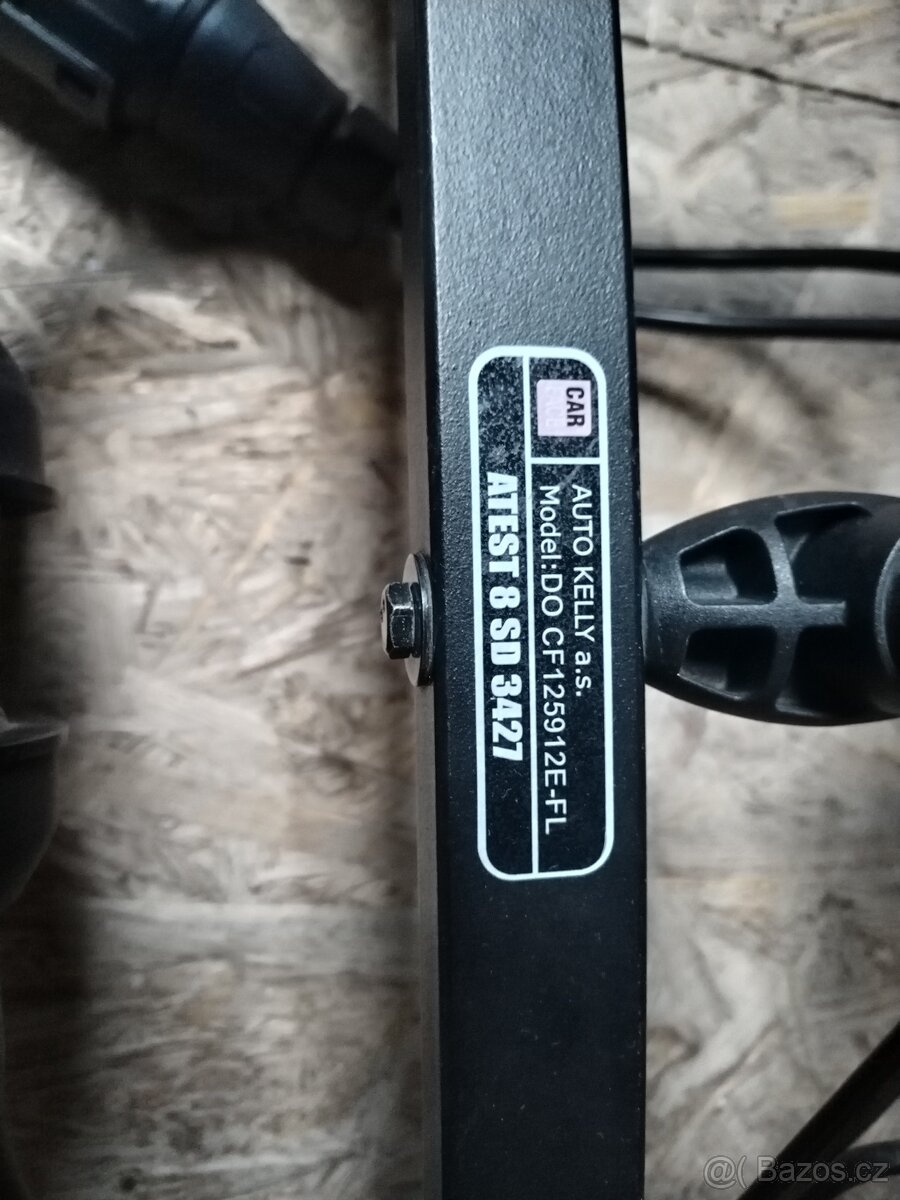 CAR
AUTO KELLY a.s.
Model:DO CF125912E-FL
ATEST 8 SD 3427
@( Bazos.cz